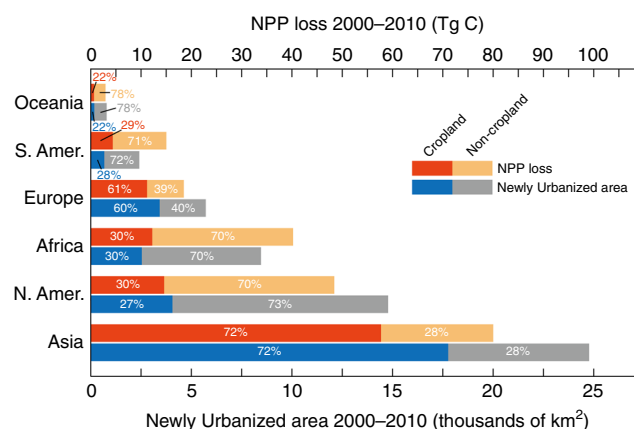 NPP loss 2000–2010 (Tg C)
0 10 20 30 40 50 60 70 80 90 100
Oceania
22%
78%
78%
22%
S. Amer.
29%
71%
72%
28%
Europe
61% 39%
60% 40%
Africa
30% 70%
30% 70%
N. Amer.
30% 70%
27% 73%
Asia
72% 28%
72% 28%
Cropland
Non-cropland
NPP loss
Newly Urbanized area
0 5 10 15 20 25
Newly Urbanized area 2000–2010 (thousands of km²)